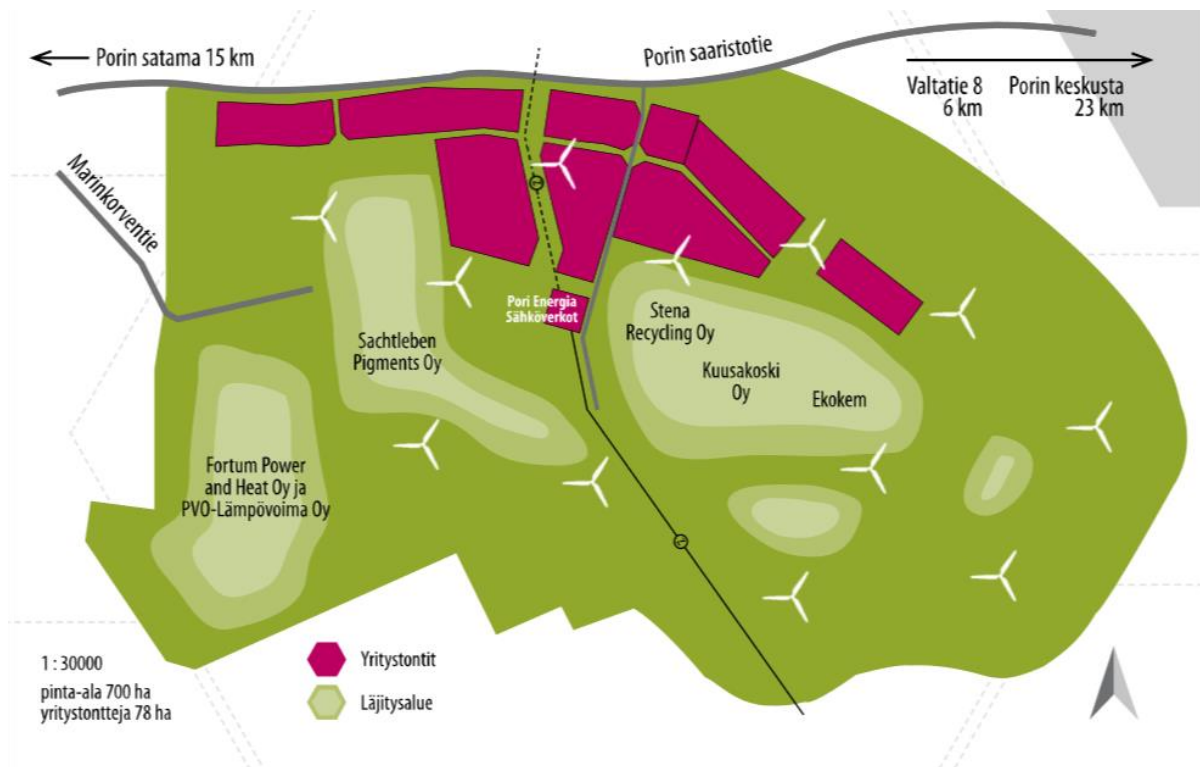 Porin satama 15 km
Porin saaristotie
Valtatie 8
6 km
Porin keskusta
23 km
Marinkorventie
Pori Energia
Sähköverkot
Stena
Recycling Oy
Sachtleben
Pigments Oy
Kuusakoski
Oy
Ekokem
Fortum Power
and Heat Oy ja
PVO-Lämpövoima Oy
1 : 30000
pinta-ala 700 ha
yritystontteja 78 ha
Yritystontit
Läjitysalue